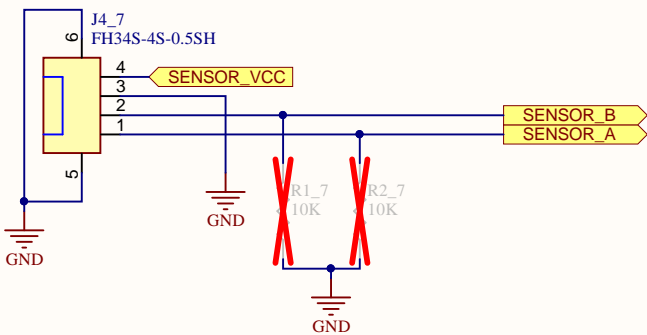 J4_7
FH34S-4S-0.5SH
6
4
SENSOR_VCC
3
2
SENSOR_B
1
SENSOR_A
5
R1_7
10K
R2_7
10K
GND
GND
GND